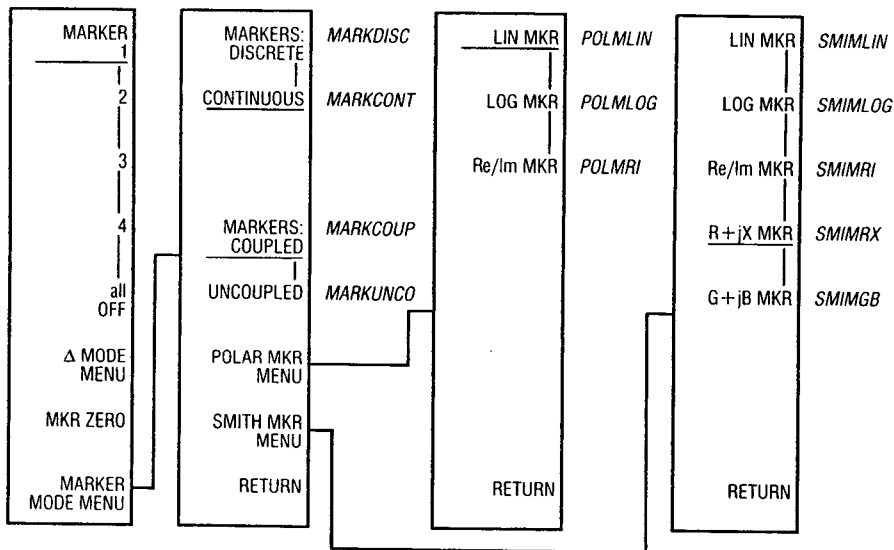 MARKER
1
2
3
4
all
OFF
Δ MODE
MENU
MKR ZERO
MARKER
MODE MENU
MARKERS:
DISCRETE
MARKDISC
CONTINUOUS
MARKCONT
MARKERS:
COUPLED
MARKCOUP
UNCOUPLED
MARKUNCO
POLAR MKR
MENU
SMITH MKR
MENU
RETURN
LIN MKR
POLMLIN
LOG MKR
POLMLOG
Re/Im MKR
POLMRI
RETURN
LIN MKR
SMIMLIN
LOG MKR
SMIMLOG
Re/Im MKR
SMIMRI
R+jX MKR
SMIMRX
G+jB MKR
SMIMGB
RETURN